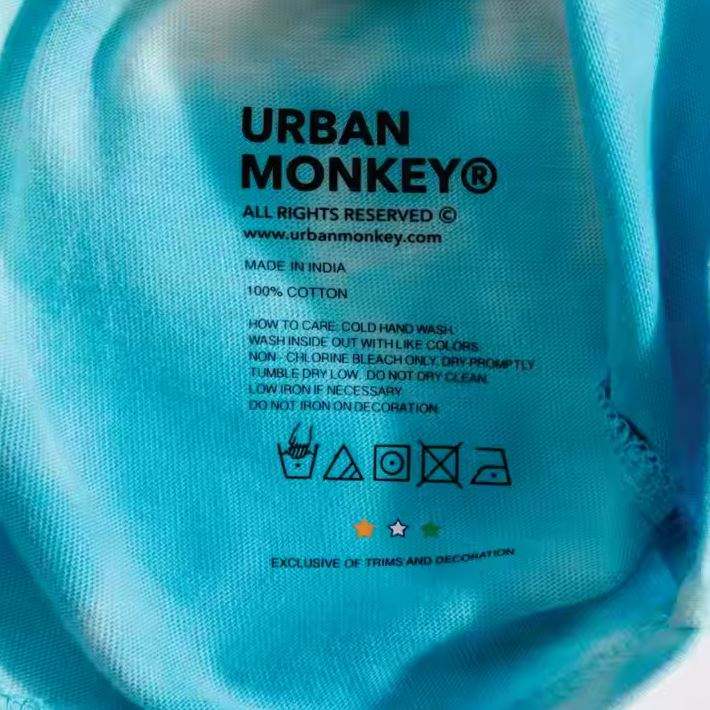 URBAN
MONKEY®
ALL RIGHTS RESERVED ©
www.urbanmonkey.com
MADE IN INDIA
100% COTTON
HOW TO CARE: COLD HAND WASH.
WASH INSIDE OUT WITH LIKE COLORS.
NON- CHLORINE BLEACH ONLY. DRY PROMPTLY
TUMBLE DRY LOW. DO NOT DRY CLEAN.
LOW IRON IF NECESSARY
DO NOT IRON ON DECORATION.
EXCLUSIVE OF TRIMS AND DECORATION